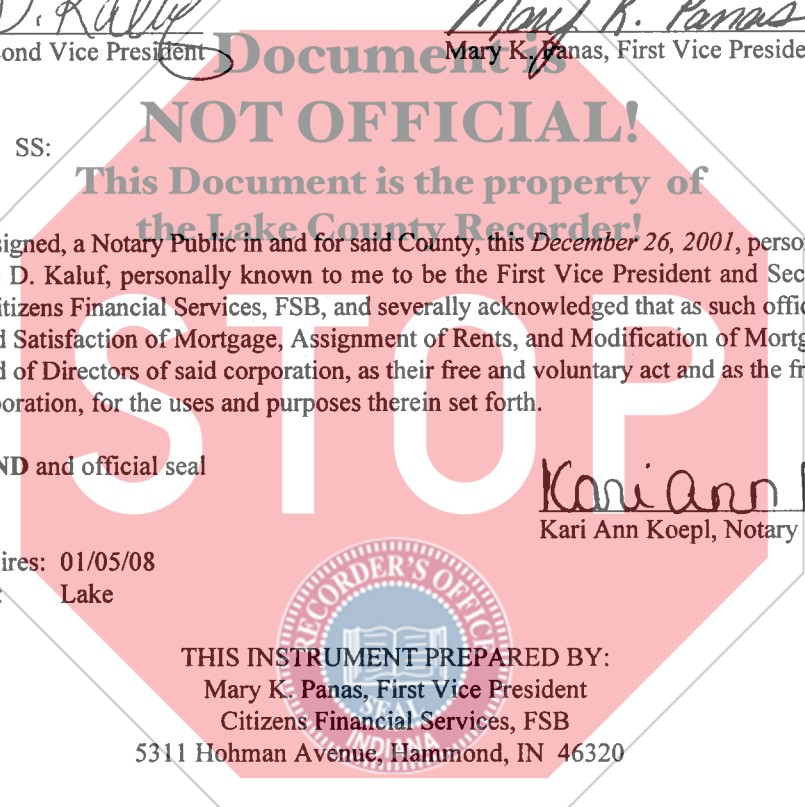 D. Kaluf
Mary K. Panas
ond Vice President
Mary K. Panas, First Vice Preside
Document is
NOT OFFICIAL!
SS:
This Document is the property of
the Lake County Recorder!
signed, a Notary Public in and for said County, this December 26, 2001, perso
D. Kaluf, personally known to me to be the First Vice President and Sec
itizens Financial Services, FSB, and severally acknowledged that as such offic
d Satisfaction of Mortgage, Assignment of Rents, and Modification of Mortg
d of Directors of said corporation, as their free and voluntary act and as the fr
poration, for the uses and purposes therein set forth.
STOP
ND and official seal
Kari Ann
Kari Ann Koepl, Notary
ires: 01/05/08
: Lake
RECORDER'S OFFICE
THIS INSTRUMENT PREPARED BY:
Mary K. Panas, First Vice President
Citizens Financial Services, FSB
SEAL
INDIANA
5311 Hohman Avenue, Hammond, IN 46320